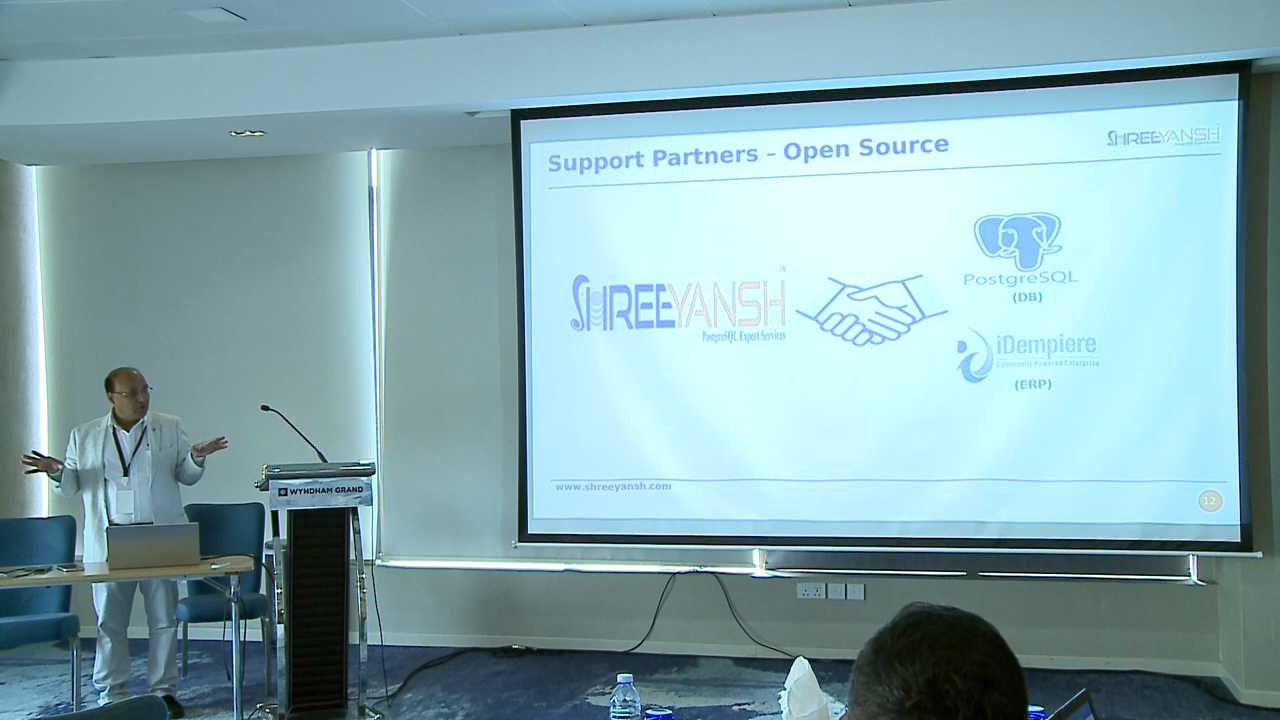 Support Partners – Open Source
SHREEYANSH
SHREEYANSH
TM
PostgreSQL Expert Services
PostgreSQL
(DB)
iDempiere
Community Powered Enterprise
(ERP)
www.shreeyansh.com
12
WYNDHAM GRAND